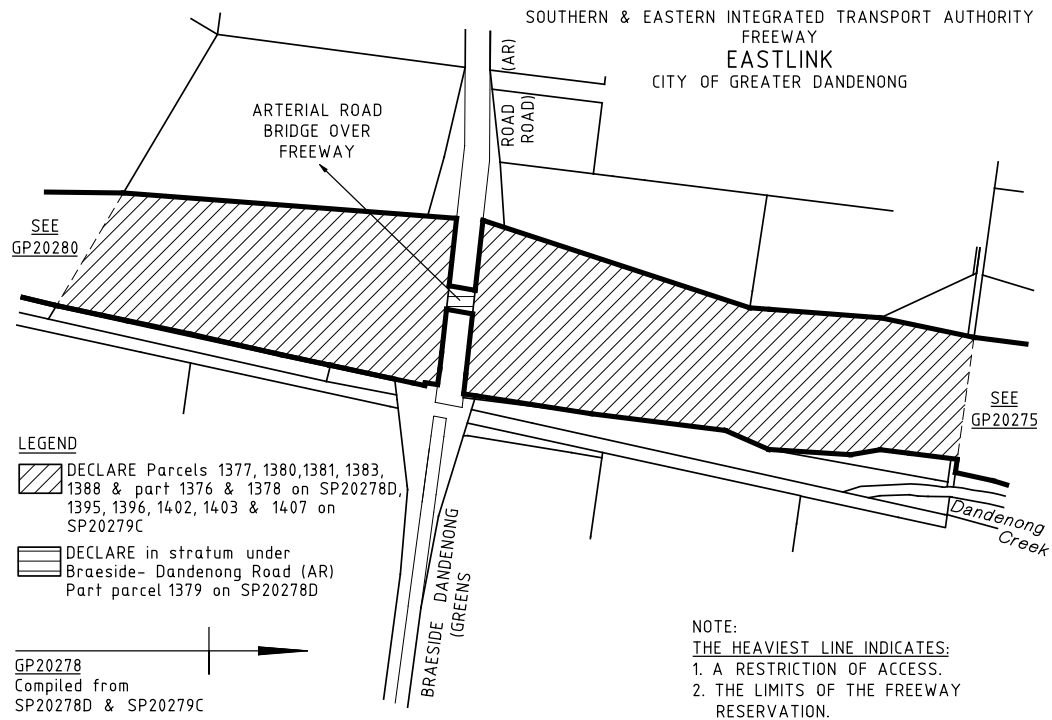 SOUTHERN & EASTERN INTEGRATED TRANSPORT AUTHORITY
FREEWAY
EASTLINK
CITY OF GREATER DANDENONG
(AR)
ROAD
ROAD)
ARTERIAL ROAD
BRIDGE OVER
FREEWAY
SEE
GP20280
SEE
GP20275
LEGEND
DECLARE Parcels 1377, 1380,1381, 1383,
1388 & part 1376 & 1378 on SP20278D,
1395, 1396, 1402, 1403 & 1407 on
SP20279C
DECLARE in stratum under
Braeside- Dandenong Road (AR)
Part parcel 1379 on SP20278D
BRAESIDE DANDENONG
(GREENS
Dandenong
Creek
GP20278
Compiled from
SP20278D & SP20279C
NOTE:
THE HEAVIEST LINE INDICATES:
1. A RESTRICTION OF ACCESS.
2. THE LIMITS OF THE FREEWAY
RESERVATION.